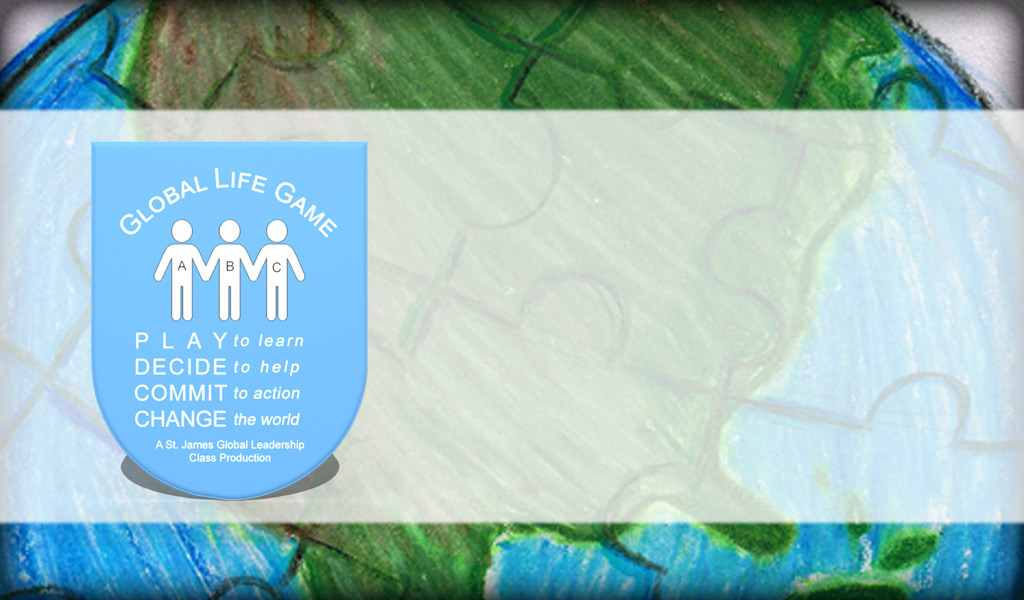 GLOBAL LIFE GAME
A B C
PLAY to learn
DECIDE to help
COMMIT to action
CHANGE the world
A St. James Global Leadership
Class Production